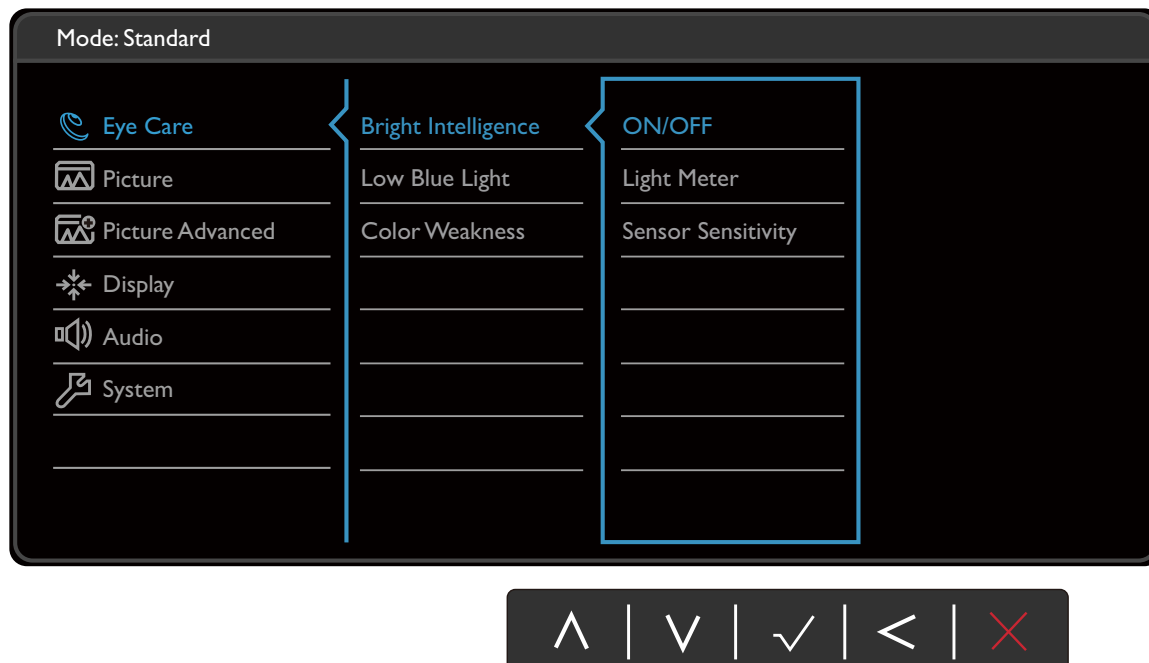 Mode: Standard
Eye Care
Picture
Picture Advanced
Display
Audio
System
Bright Intelligence
Low Blue Light
Color Weakness
ON/OFF
Light Meter
Sensor Sensitivity